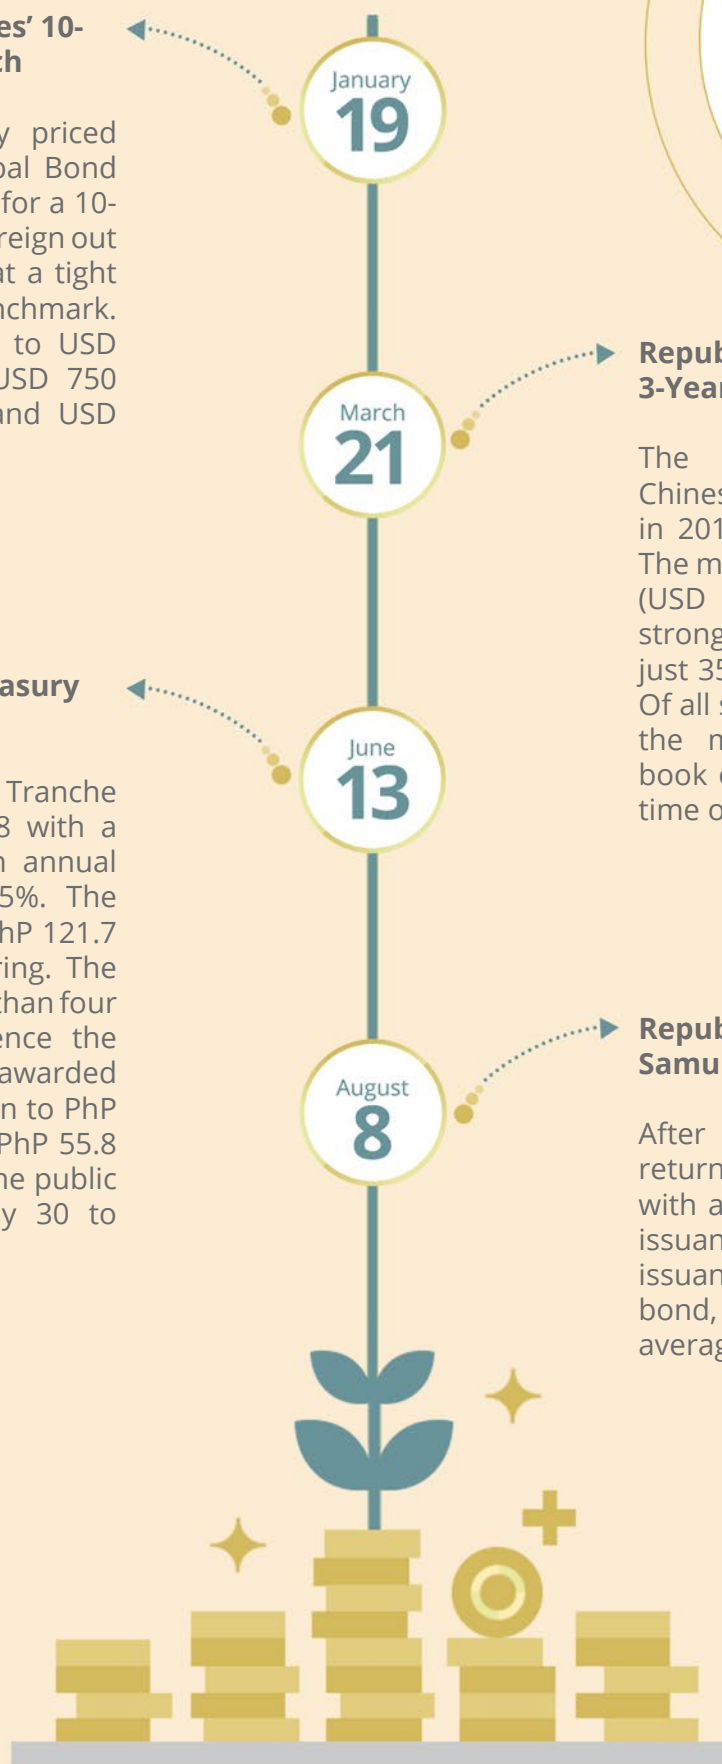 es’ 10-
th
y priced
bal Bond
for a 10-
reign out
at a tight
nchmark.
to USD
USD 750
and USD
January
19
March
21
Repub
3-Year
The
Chines
in 201
The m
(USD
strong
just 35
Of all s
the n
book o
time o
asury
Tranche
8 with a
n annual
5%. The
hP 121.7
ring. The
than four
ence the
awarded
n to PhP
PhP 55.8
he public
y 30 to
June
13
August
8
Repub
Samu
After
return
with a
issuan
issuan
bond,
averag